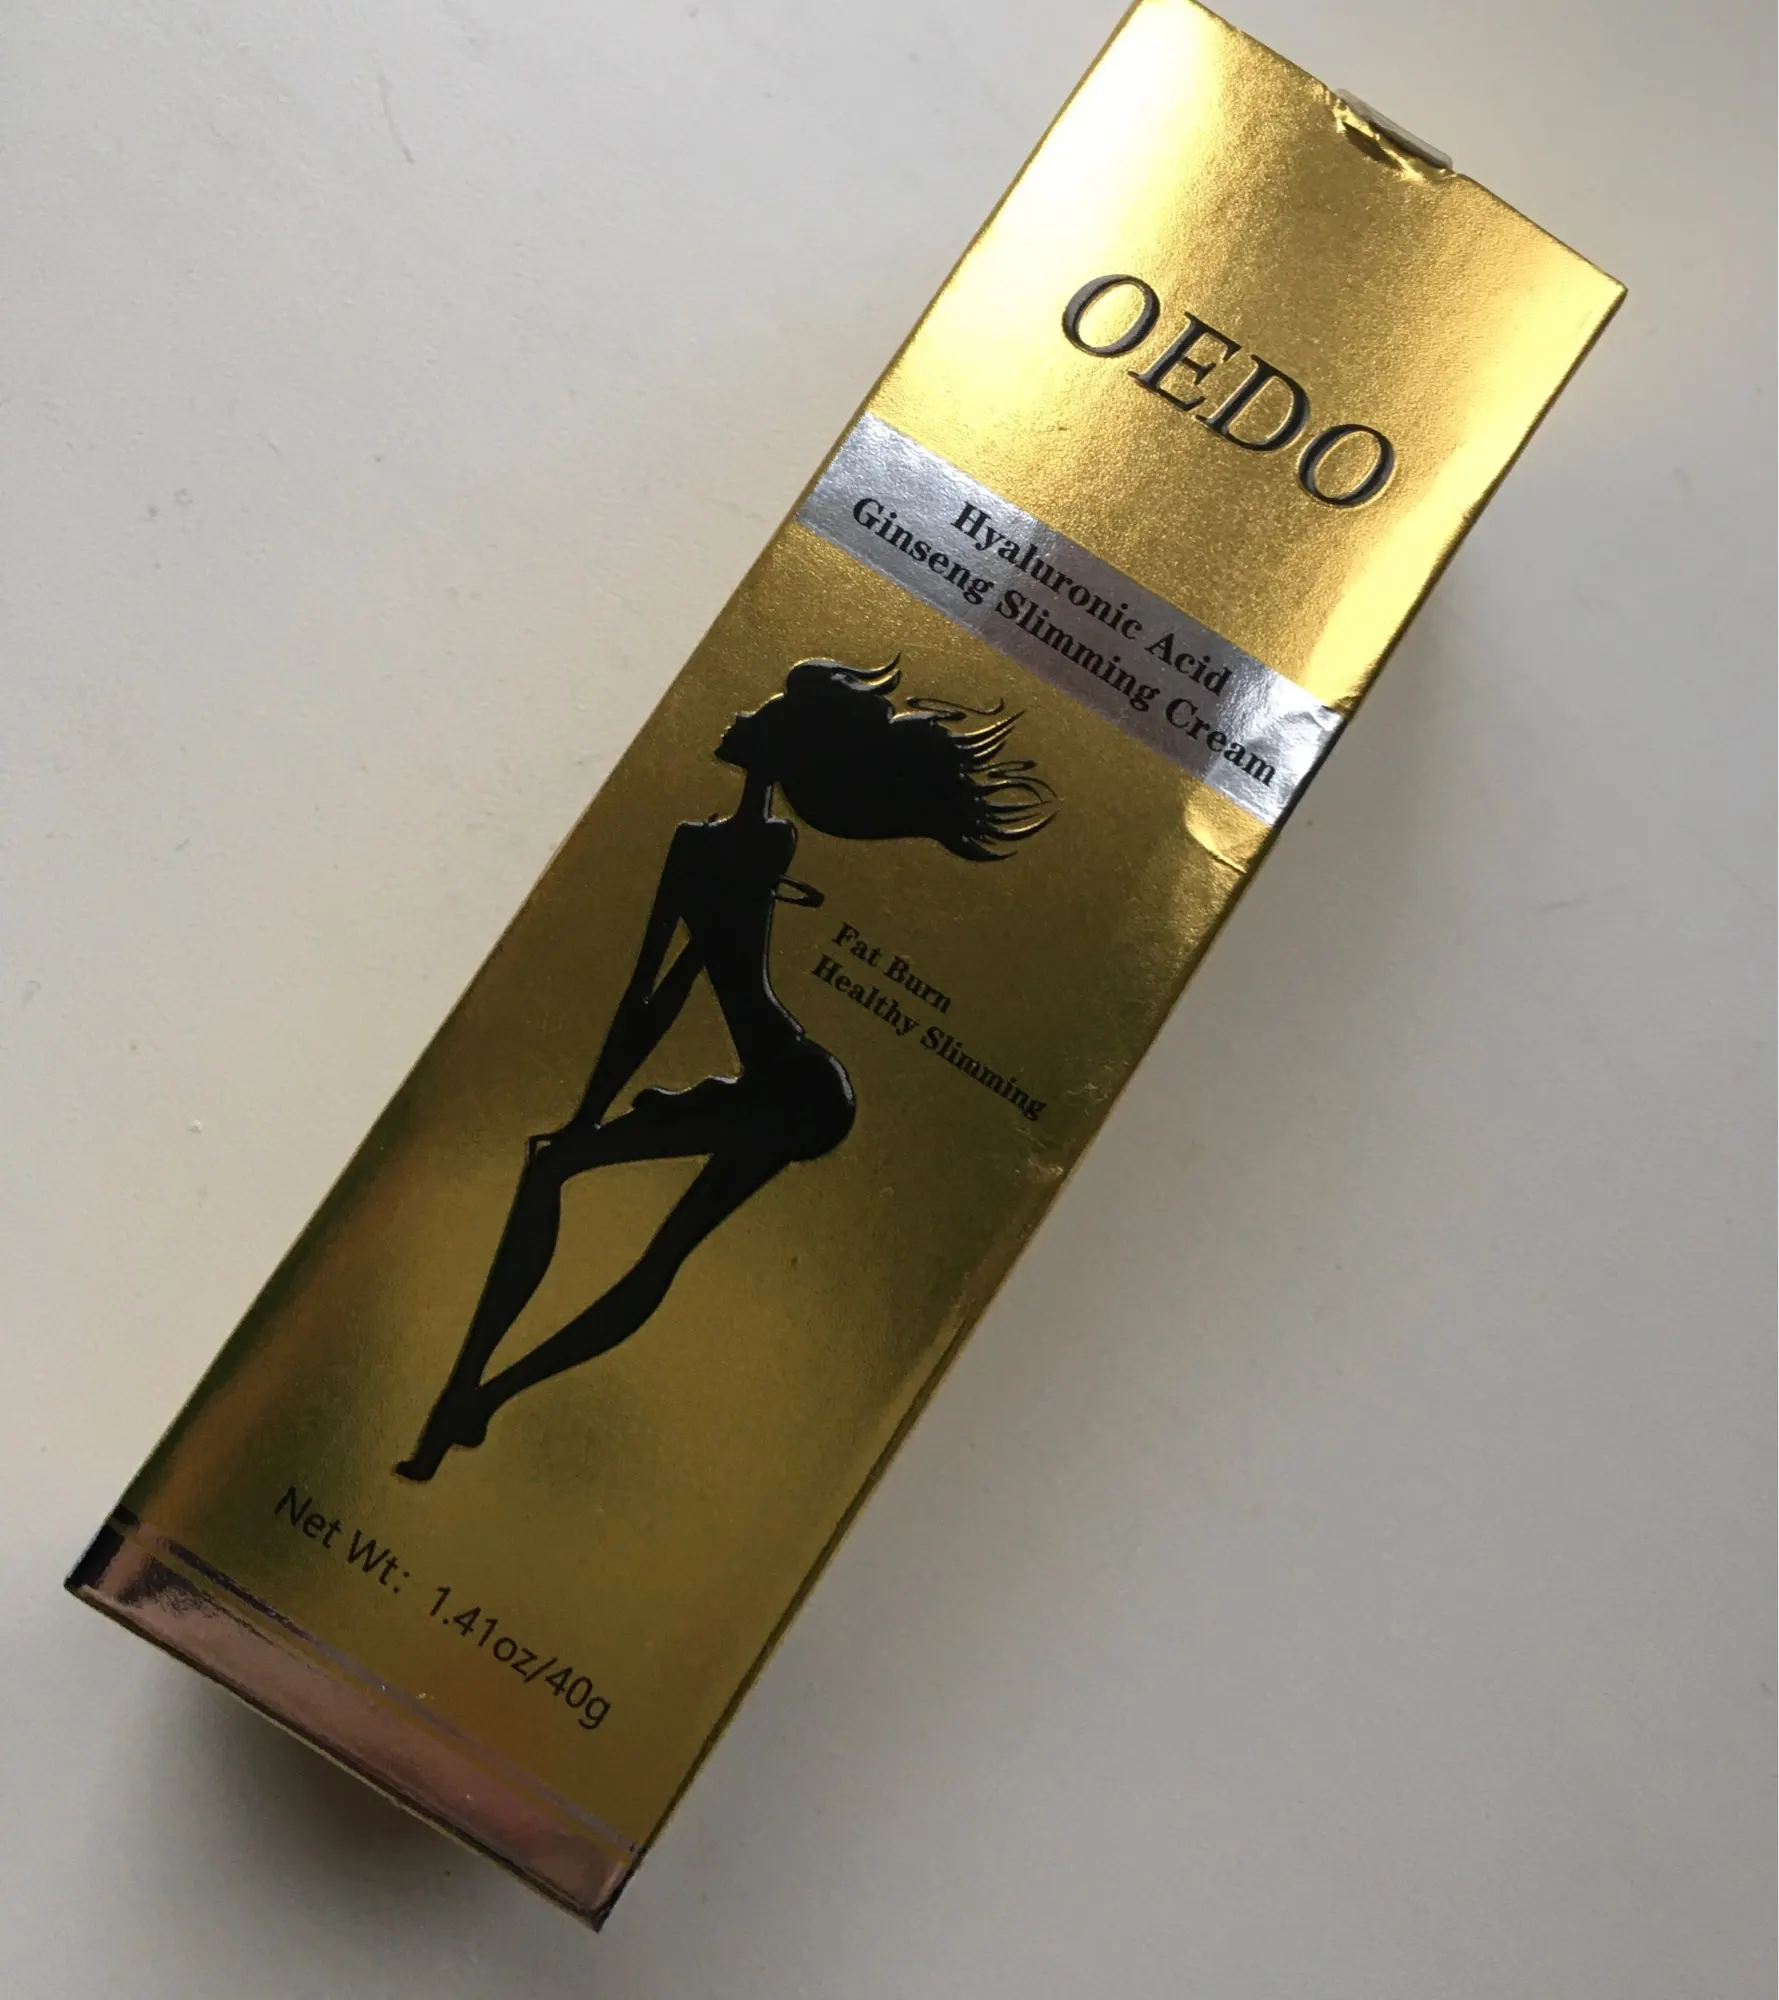 OEDO
Hyaluronic Acid
Ginseng Slimming Cream
Fat Burn
Healthy Slimming
Net Wt: 1.41oz/40g